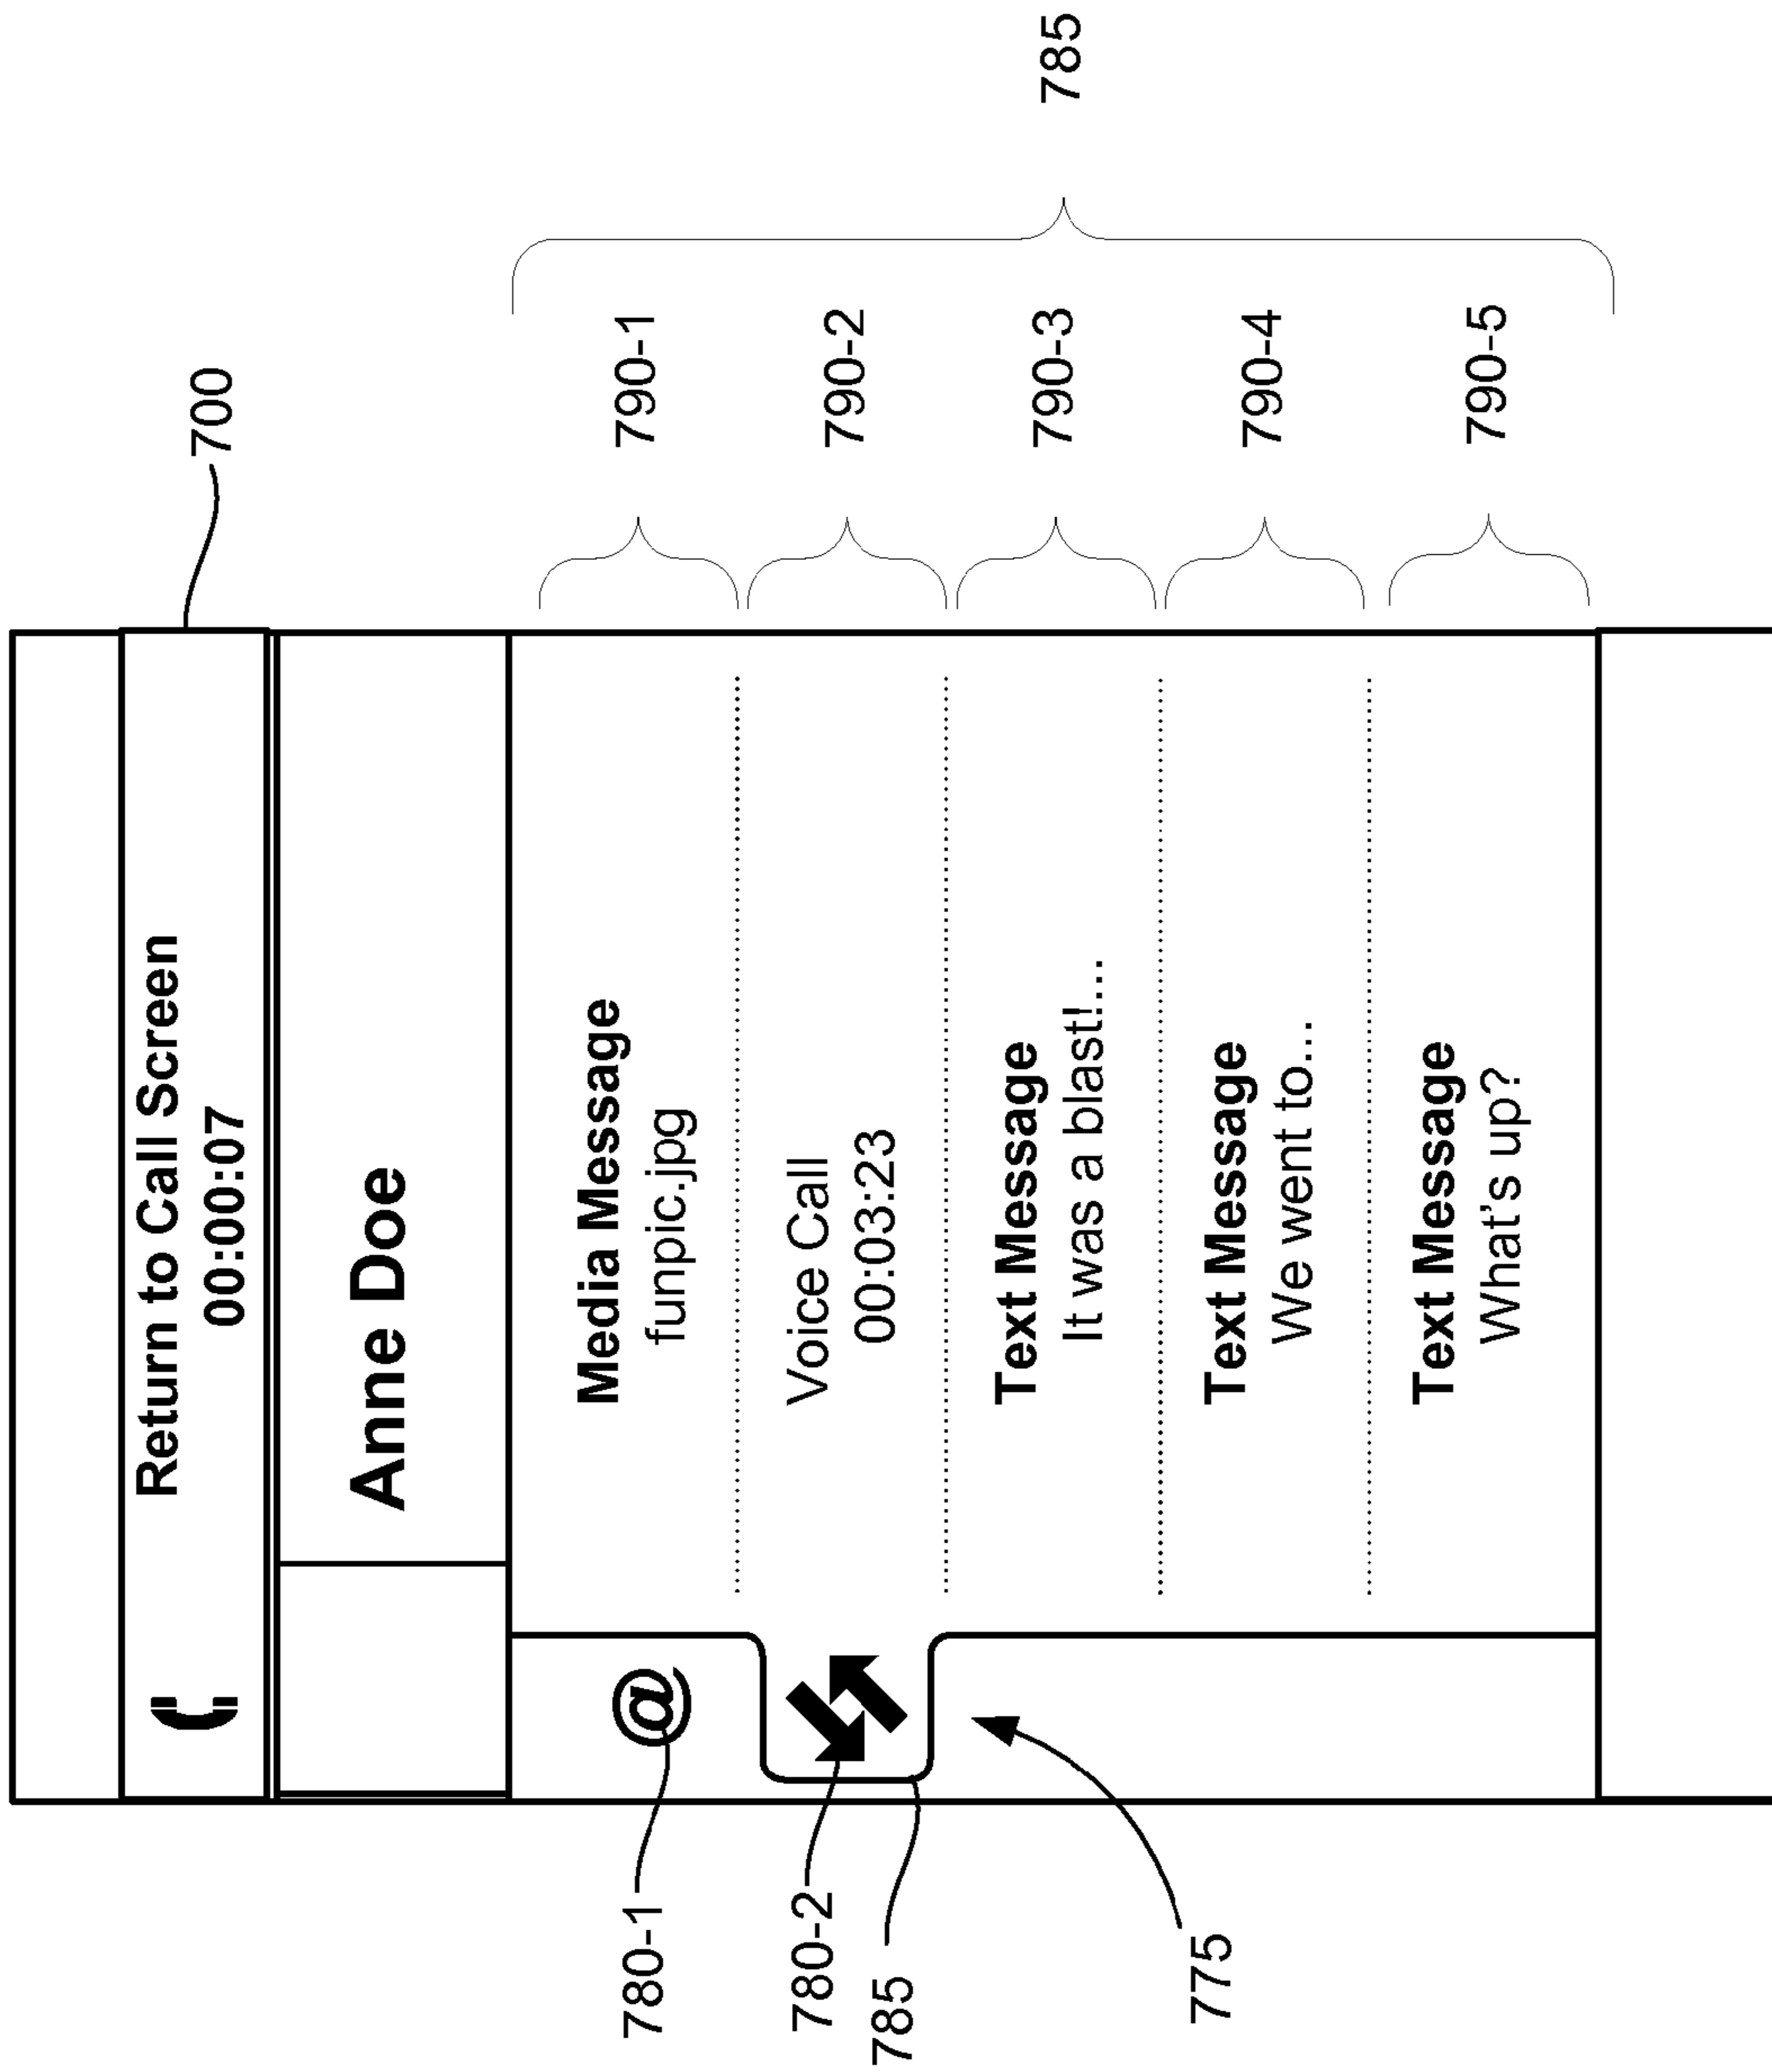 700
Return to Call Screen
00:00:07
Anne Doe
@
Media Message
funpic.jpg
790-1
Voice Call
00:03:23
790-2
Text Message
It was a blast!...
790-3
Text Message
We went to...
790-4
Text Message
What's up?
790-5
785
780-1
780-2
785
775